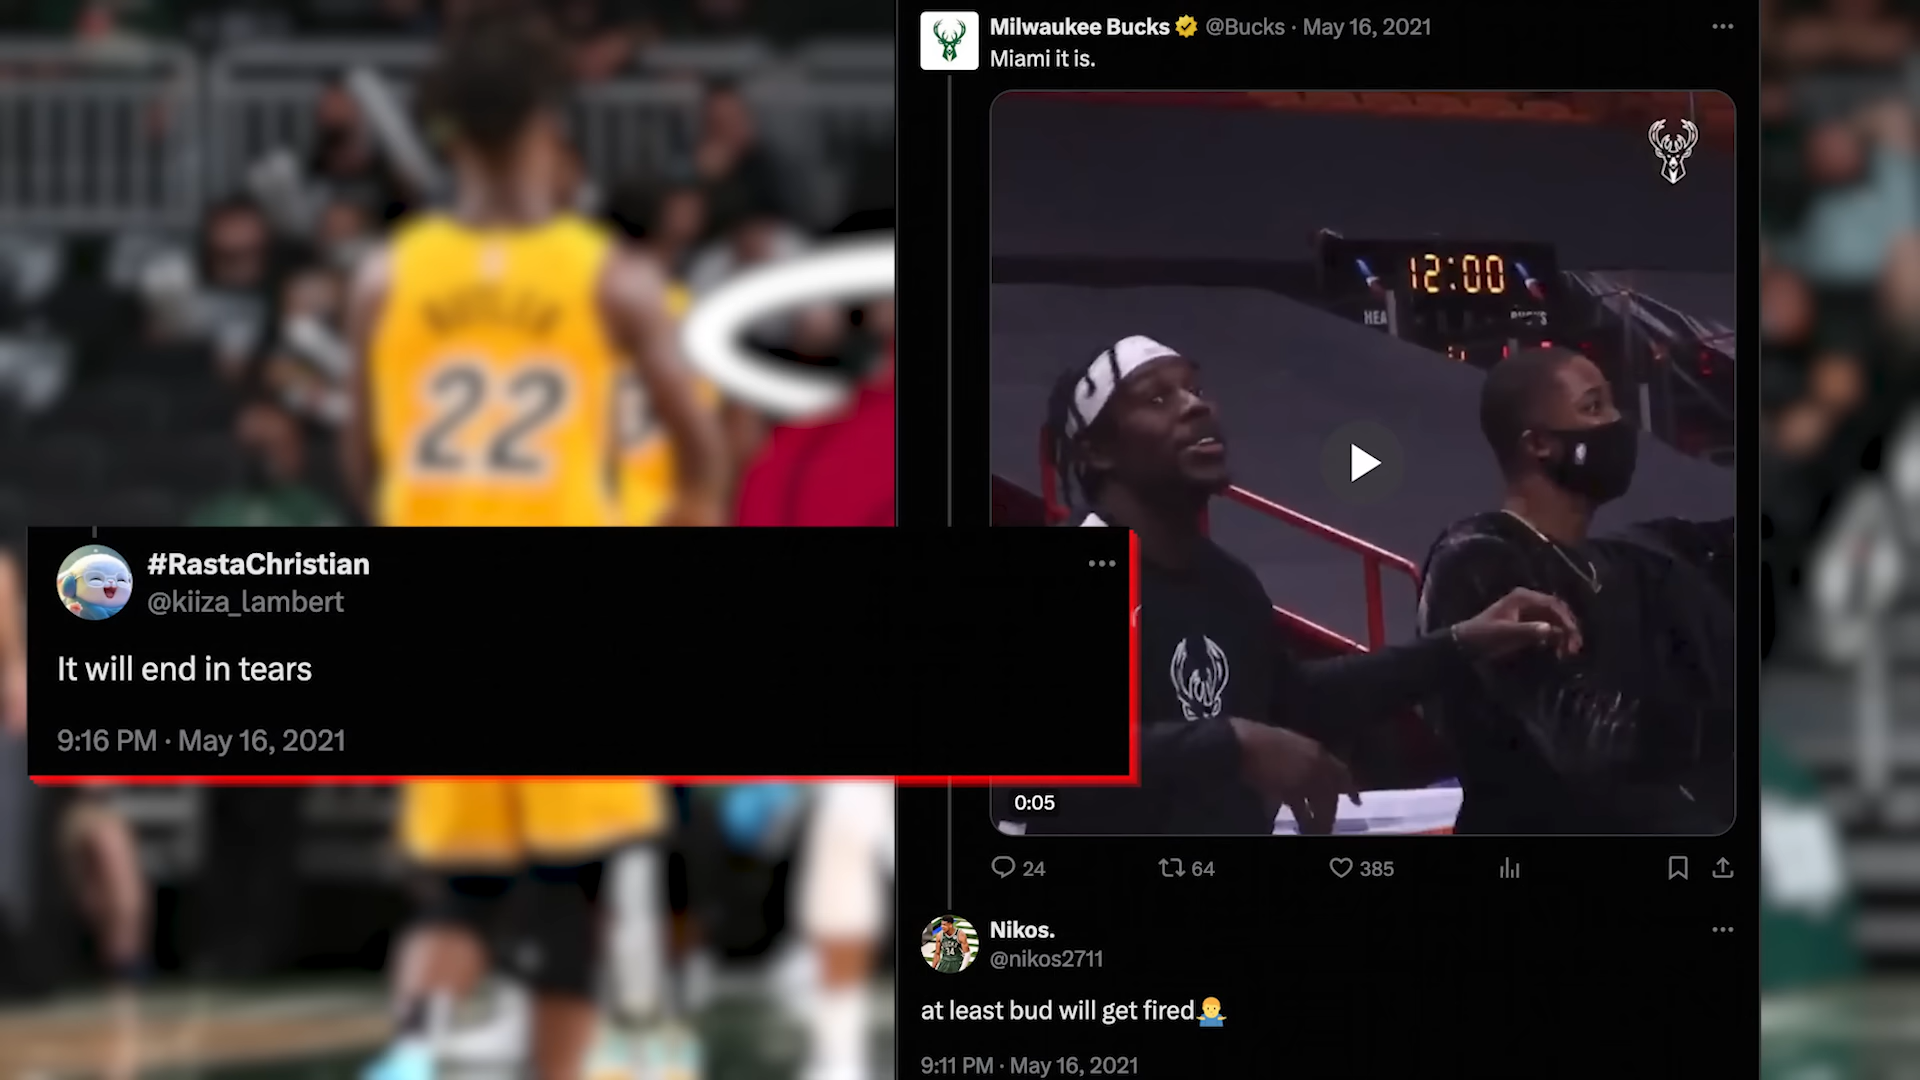 Milwaukee Bucks @Bucks · May 16, 2021
Miami it is.
12:00
HEA
BUCKS
22
#RastaChristian
@kiiza_lambert
It will end in tears
9:16 PM · May 16, 2021
0:05
24 64 385
Nikos.
@nikos2711
at least bud will get fired🤷‍♂️
9:11 PM · May 16, 2021